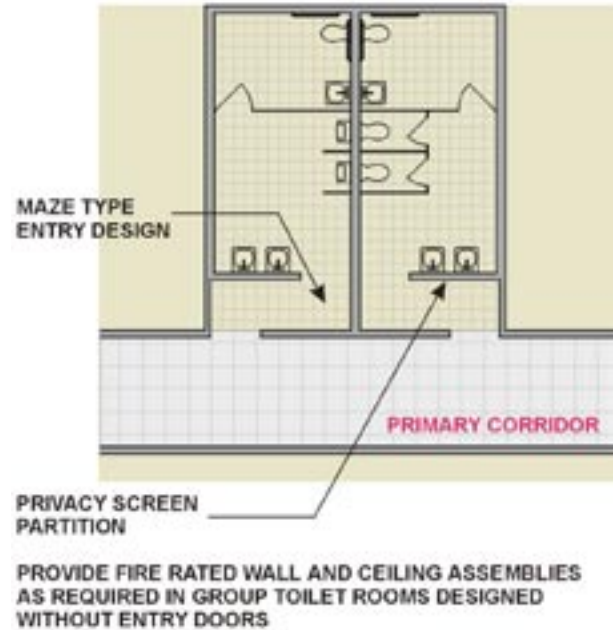 MAZE TYPE
ENTRY DESIGN
PRIMARY CORRIDOR
PRIVACY SCREEN
PARTITION
PROVIDE FIRE RATED WALL AND CEILING ASSEMBLIES
AS REQUIRED IN GROUP TOILET ROOMS DESIGNED
WITHOUT ENTRY DOORS